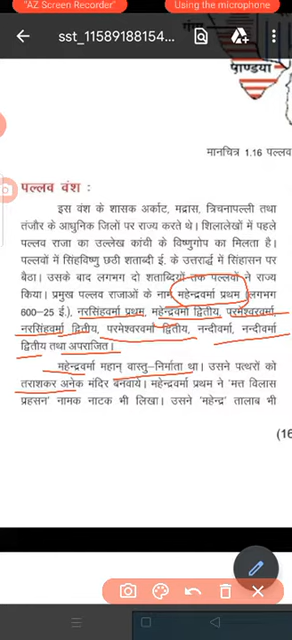 "AZ Screen Recorder"
Using the microphone
sst_11589188154...
पाण्ड्या
मानचित्र 1.16 पल्लव
पल्लव वंश :
इस वंश के शासक अर्काट, मद्रास, त्रिचनापल्ली तथा
तंजौर के आधुनिक जिलों पर राज्य करते थे। शिलालेखों में पहले
पल्लव राजा का उल्लेख कांची के विष्णुगोप का मिलता है।
पल्लवों में सिंहविष्णु छठी शताब्दी ई. के उत्तरार्द्ध में सिंहासन पर
बैठा। उसके बाद लगभग दो शताब्दियों तक पल्लवों ने राज्य
किया। प्रमुख पल्लव राजाओं के नाम महेन्द्रवर्मा प्रथम (लगभग
600-25 ई.), नरसिंहवर्मा प्रथम, महेन्द्रवर्मा द्वितीय, परमेश्वरवर्मा,
नरसिंहवर्मा द्वितीय, परमेश्वरवर्मा द्वितीय, नन्दीवर्मा, नन्दीवर्मा
द्वितीय तथा अपराजित।
महेन्द्रवर्मा महान् वास्तु-निर्माता था। उसने पत्थरों को
तराशकर अनेक मंदिर बनवाये। महेन्द्रवर्मा प्रथम ने 'मत्त विलास
प्रहसन' नामक नाटक भी लिखा। उसने 'महेन्द्र' तालाब भी
(16